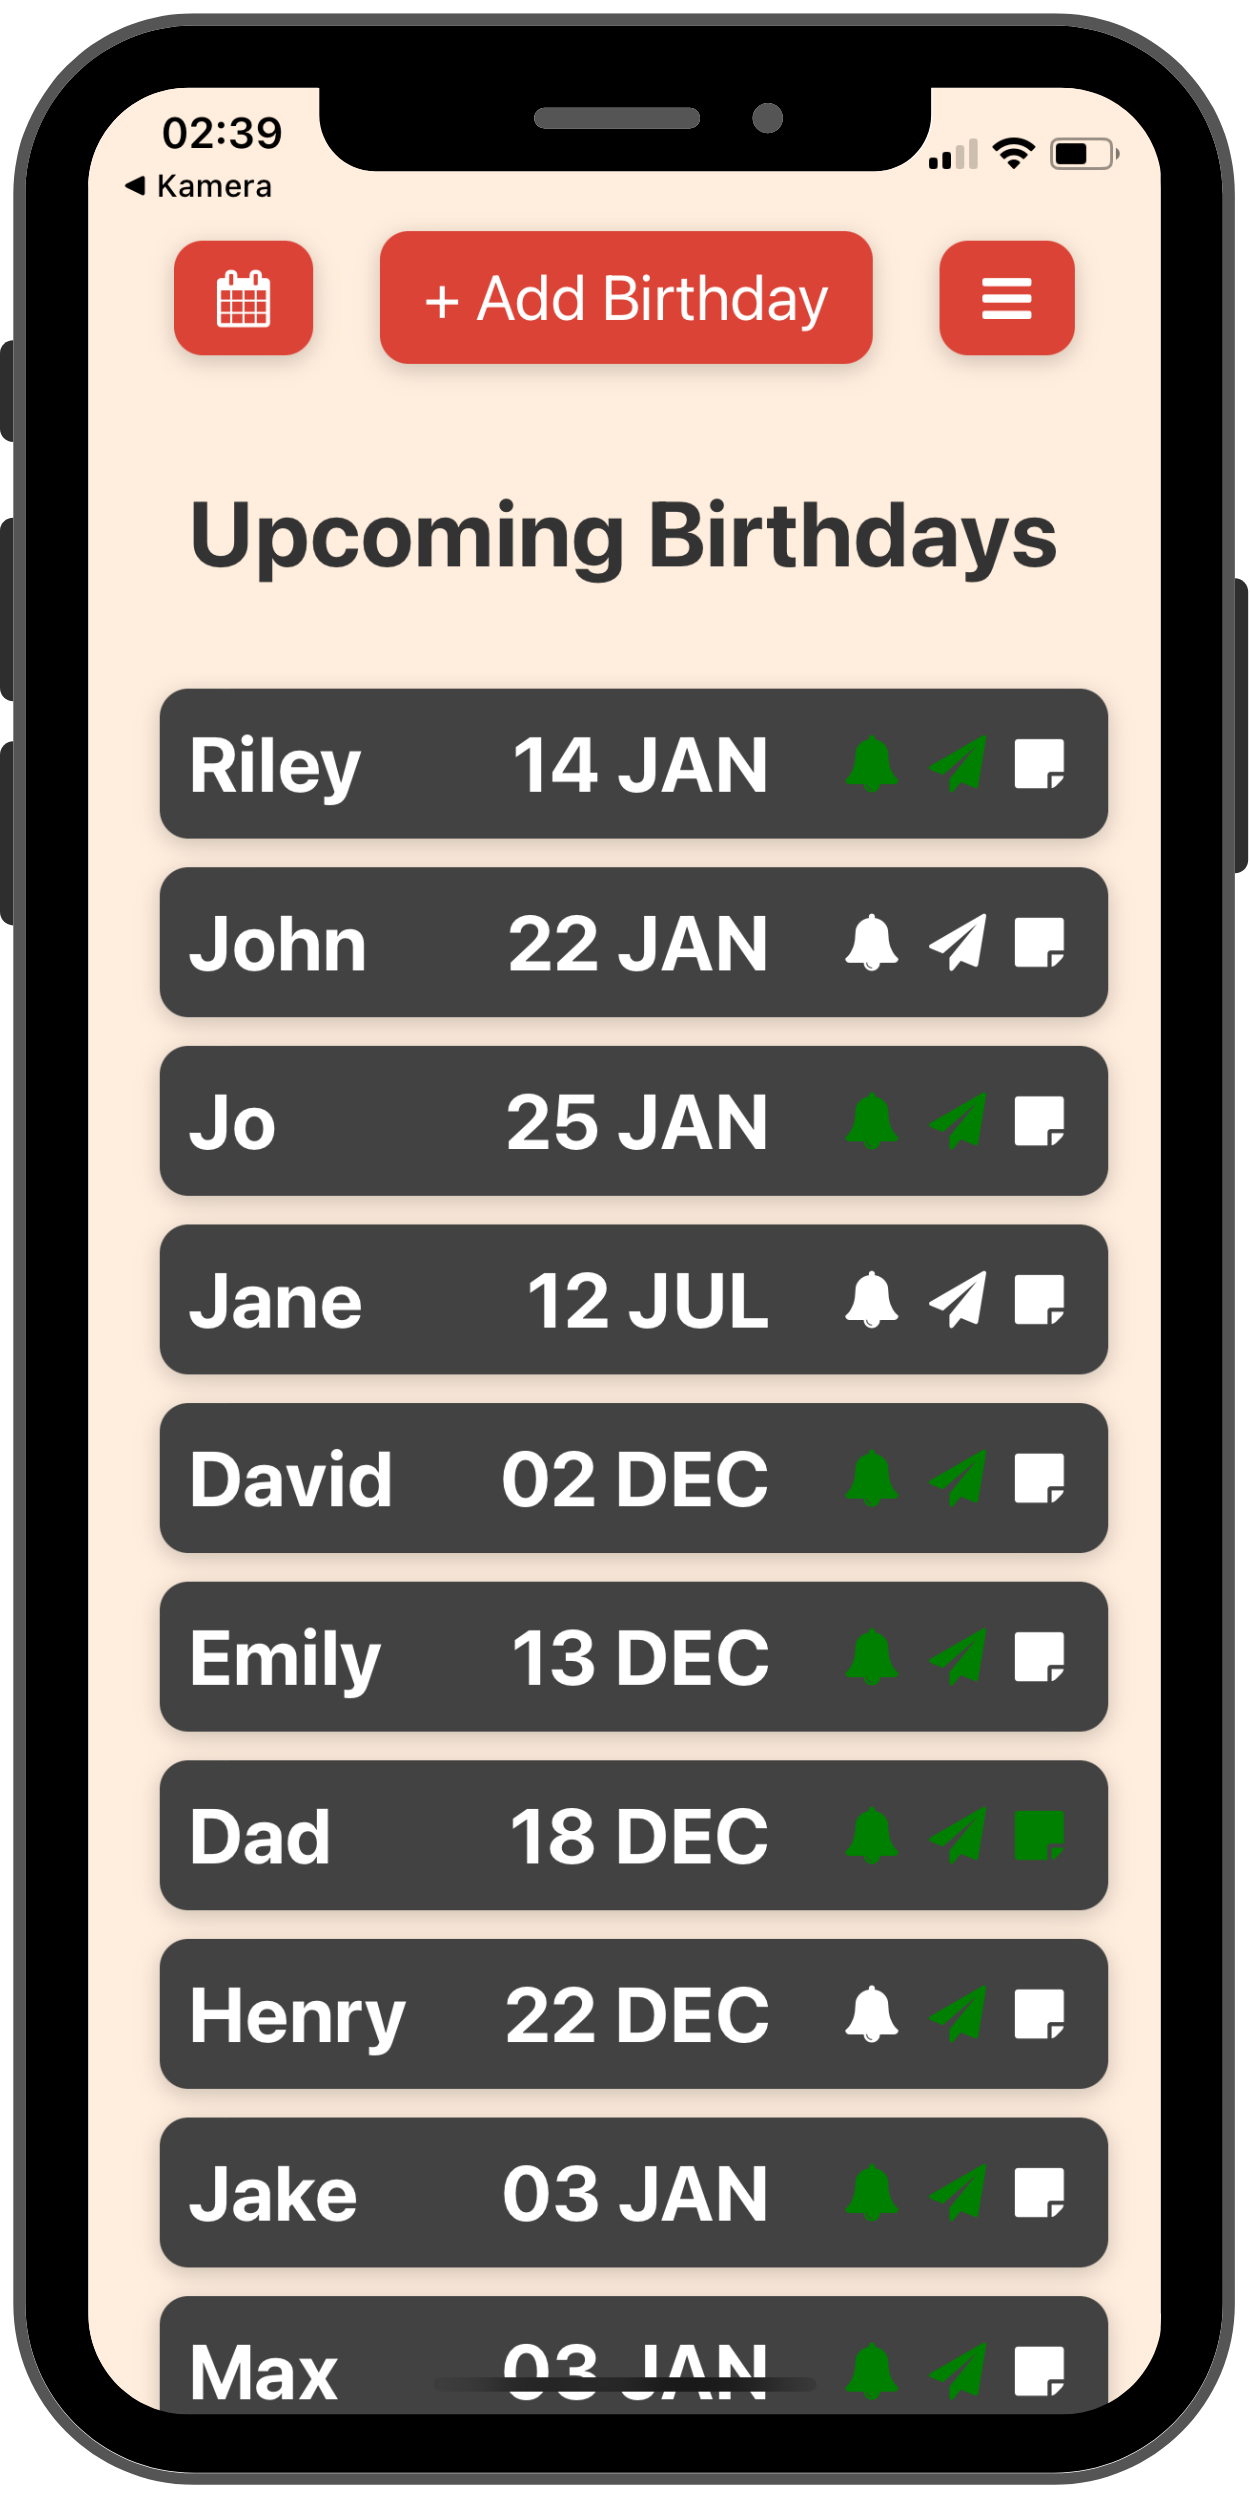 02:39
Kamera
+ Add Birthday
Upcoming Birthdays
Riley 14 JAN
John 22 JAN
Jo 25 JAN
Jane 12 JUL
David 02 DEC
Emily 13 DEC
Dad 18 DEC
Henry 22 DEC
Jake 03 JAN
Max 03 JAN